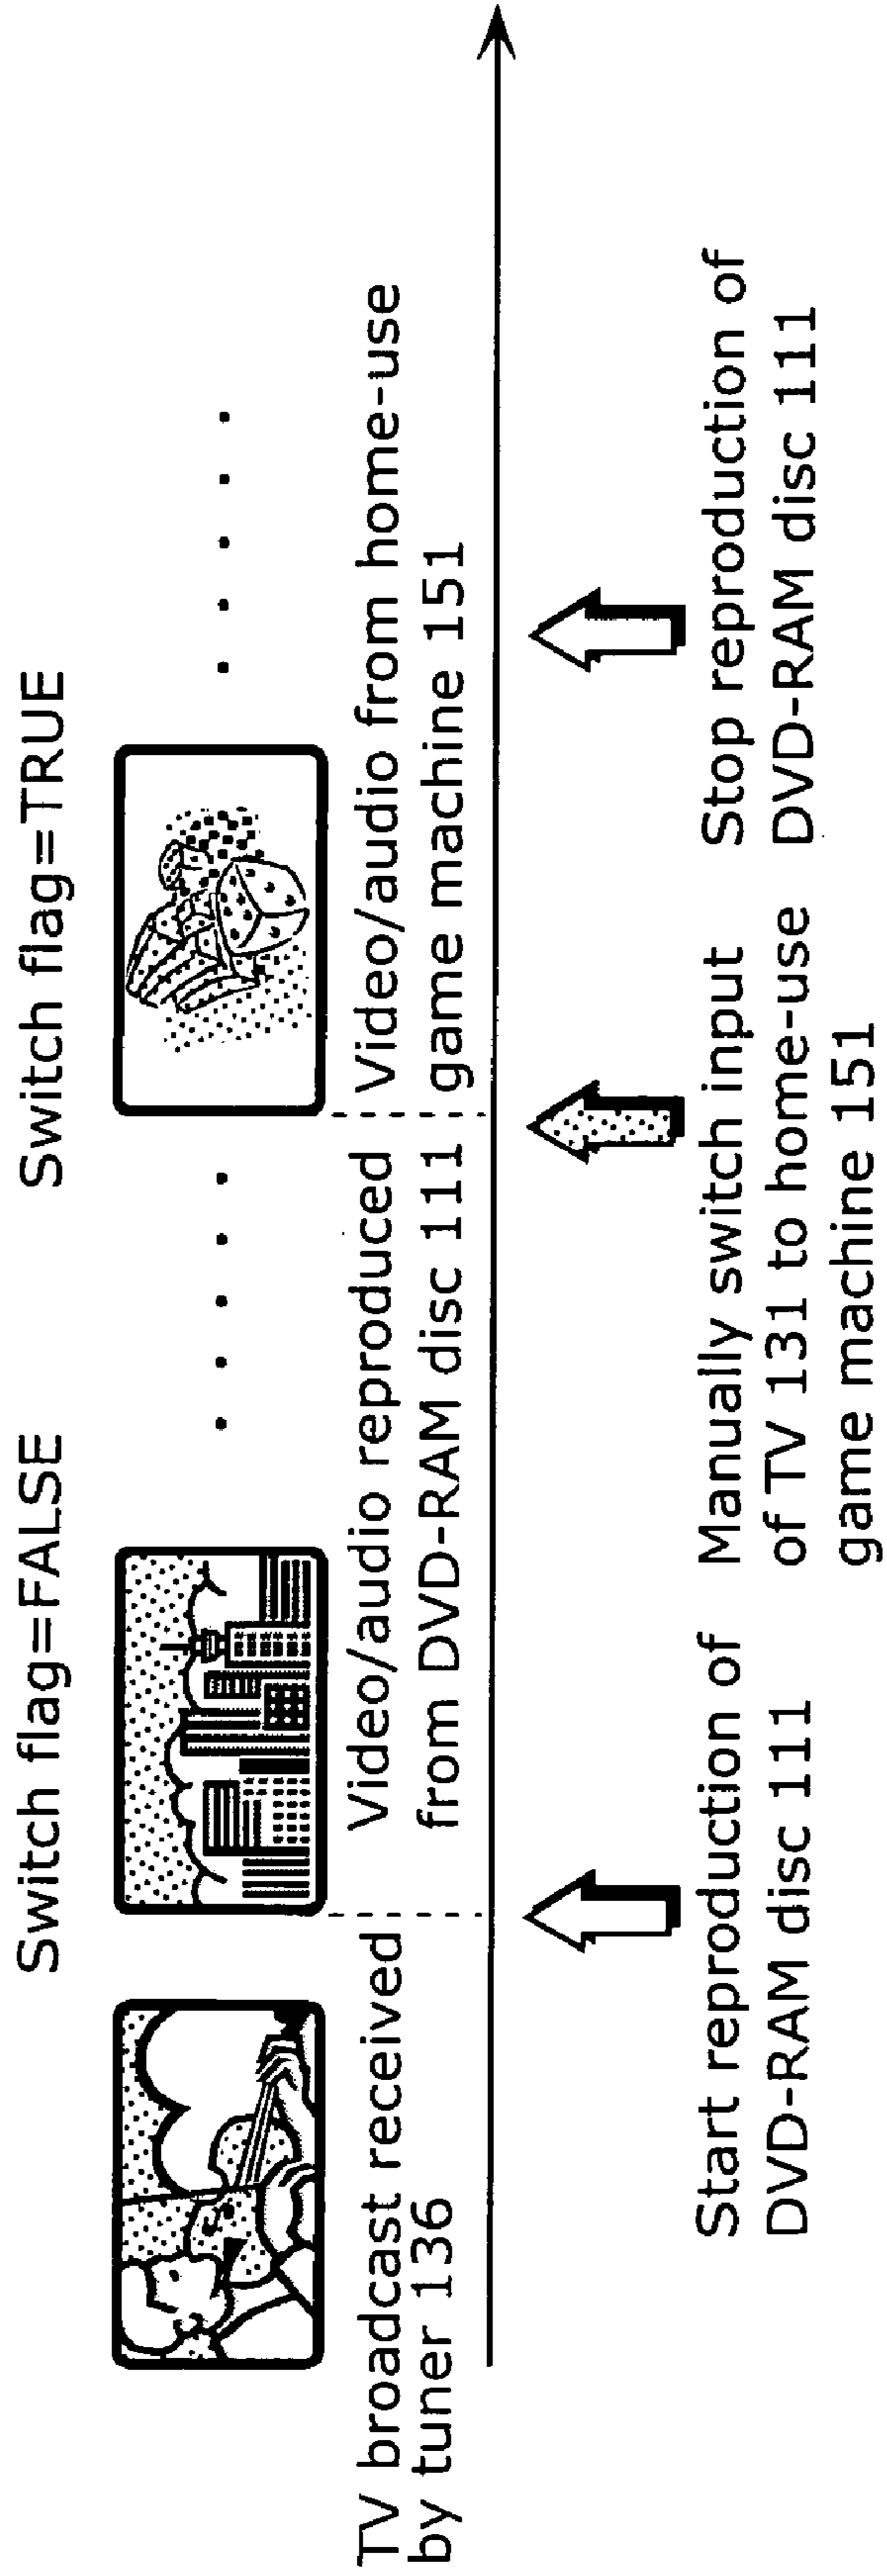 Switch flag=FALSE
Switch flag=TRUE
TV broadcast received
by tuner 136
Video/audio reproduced
from DVD-RAM disc 111
Video/audio from home-use
game machine 151
Start reproduction of
DVD-RAM disc 111
Manually switch input
of TV 131 to home-use
game machine 151
Stop reproduction of
DVD-RAM disc 111